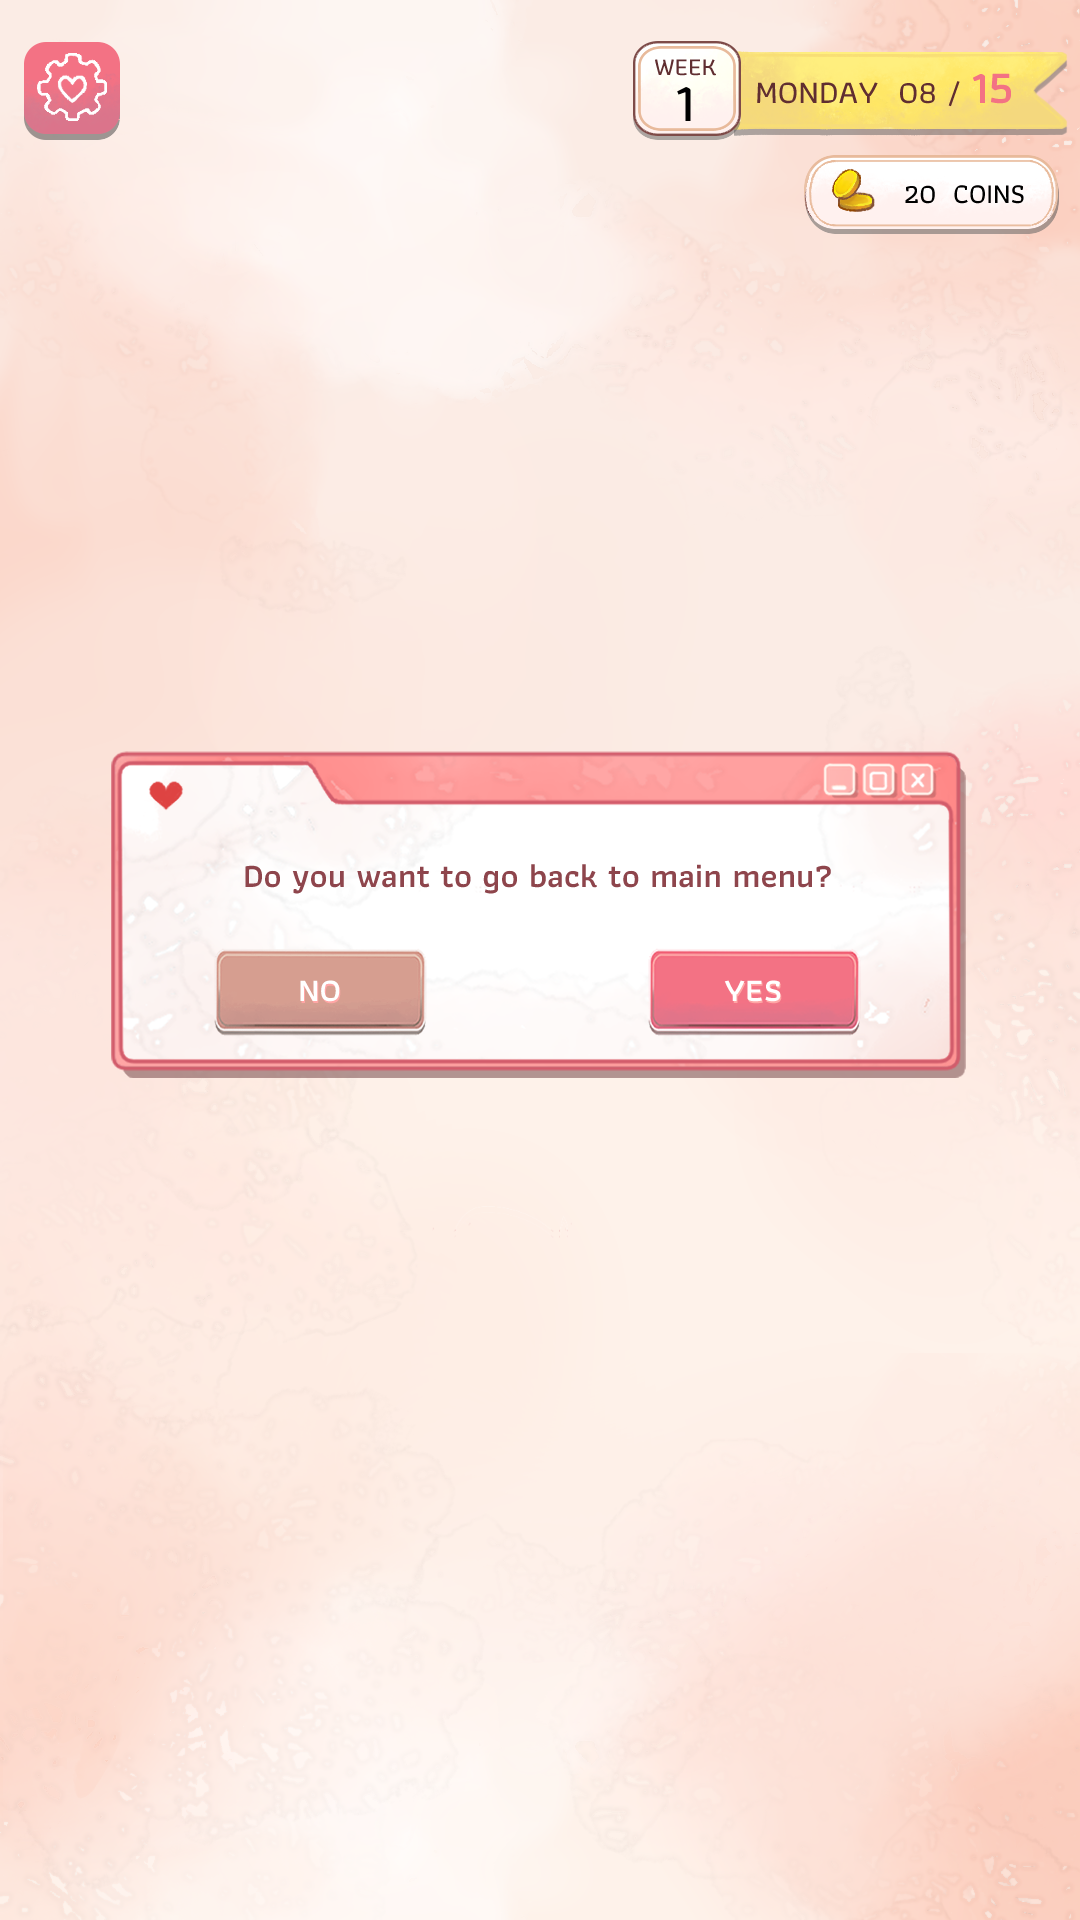 WEEK
1
MONDAY 08 / 15
20 COINS
Do you want to go back to main menu?
NO
YES